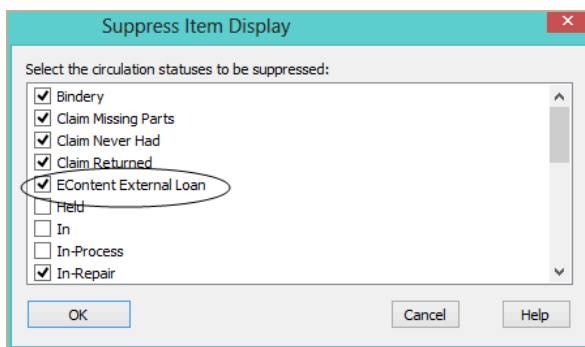 Suppress Item Display
Select the circulation statuses to be suppressed:
Bindery
Claim Missing Parts
Claim Never Had
Claim Returned
EContent External Loan
Held
In
In-Process
In-Repair
OK Cancel Help